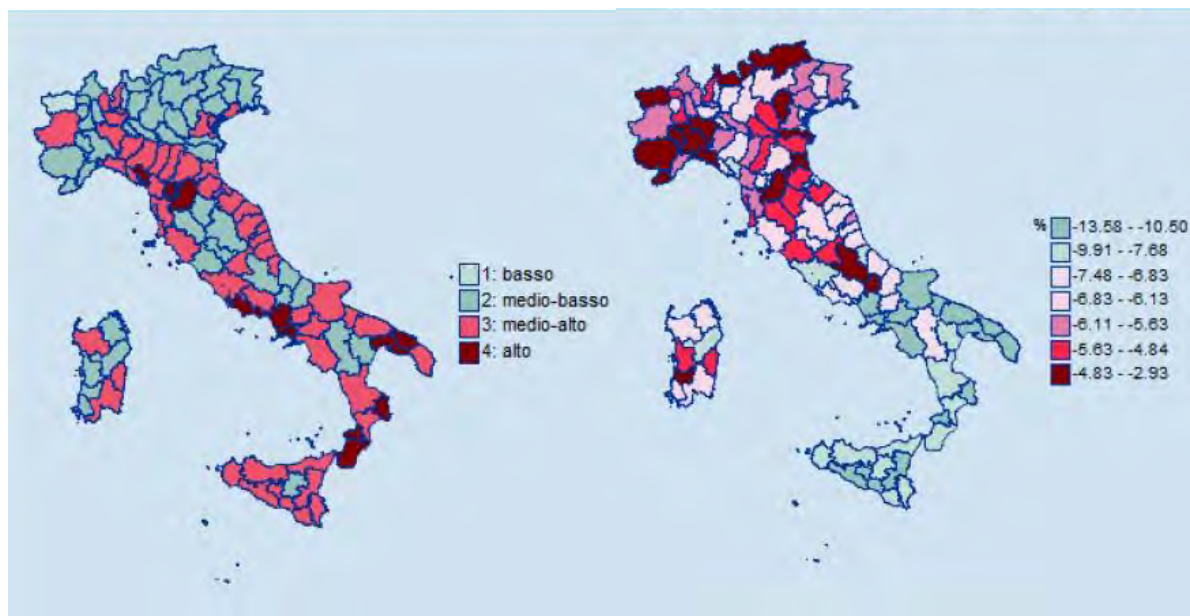 1: basso
2: medio-basso
3: medio-alto
4: alto
%
-13.58 - -10.50
-9.91 - -7.68
-7.48 - -6.83
-6.83 - -6.13
-6.11 - -5.63
-5.63 - -4.84
-4.83 - -2.93